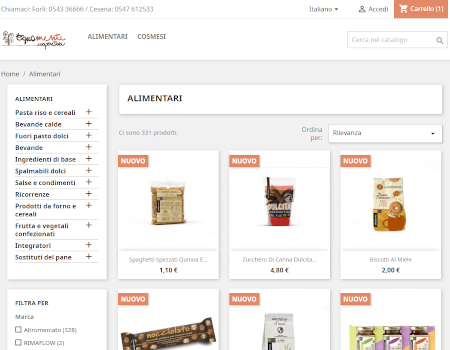 Chiamaci: Forlì: 0543 36666 / Cesena: 0547 612533
Italiano
Accedi
Carrello (1)
equomente
ALIMENTARI
COSMESI
Cerca nel catalogo
Home / Alimentari
ALIMENTARI
Pasta riso e cereali
Bevande calde
Fuori pasto dolci
Bevande
Ingredienti di base
Spalmabili dolci
Salse e condimenti
Ricorrenze
Prodotti da forno e
cereali
Frutta e vegetali
confezionati
Integratori
Sostituti del pane
FILTRA PER
Marca
Altromercato (328)
RIMAFLOW (2)
ALIMENTARI
Ci sono 331 prodotti.
Ordina
per:
Rilevanza
NUOVO
NUOVO
NUOVO
Spaghetti Spezzati Quinoa E...
1,10 €
Zucchero Di Canna Dulcita...
4,80 €
Biscotti Al Miele
2,00 €
NUOVO
NUOVO
NUOVO
nocciolato